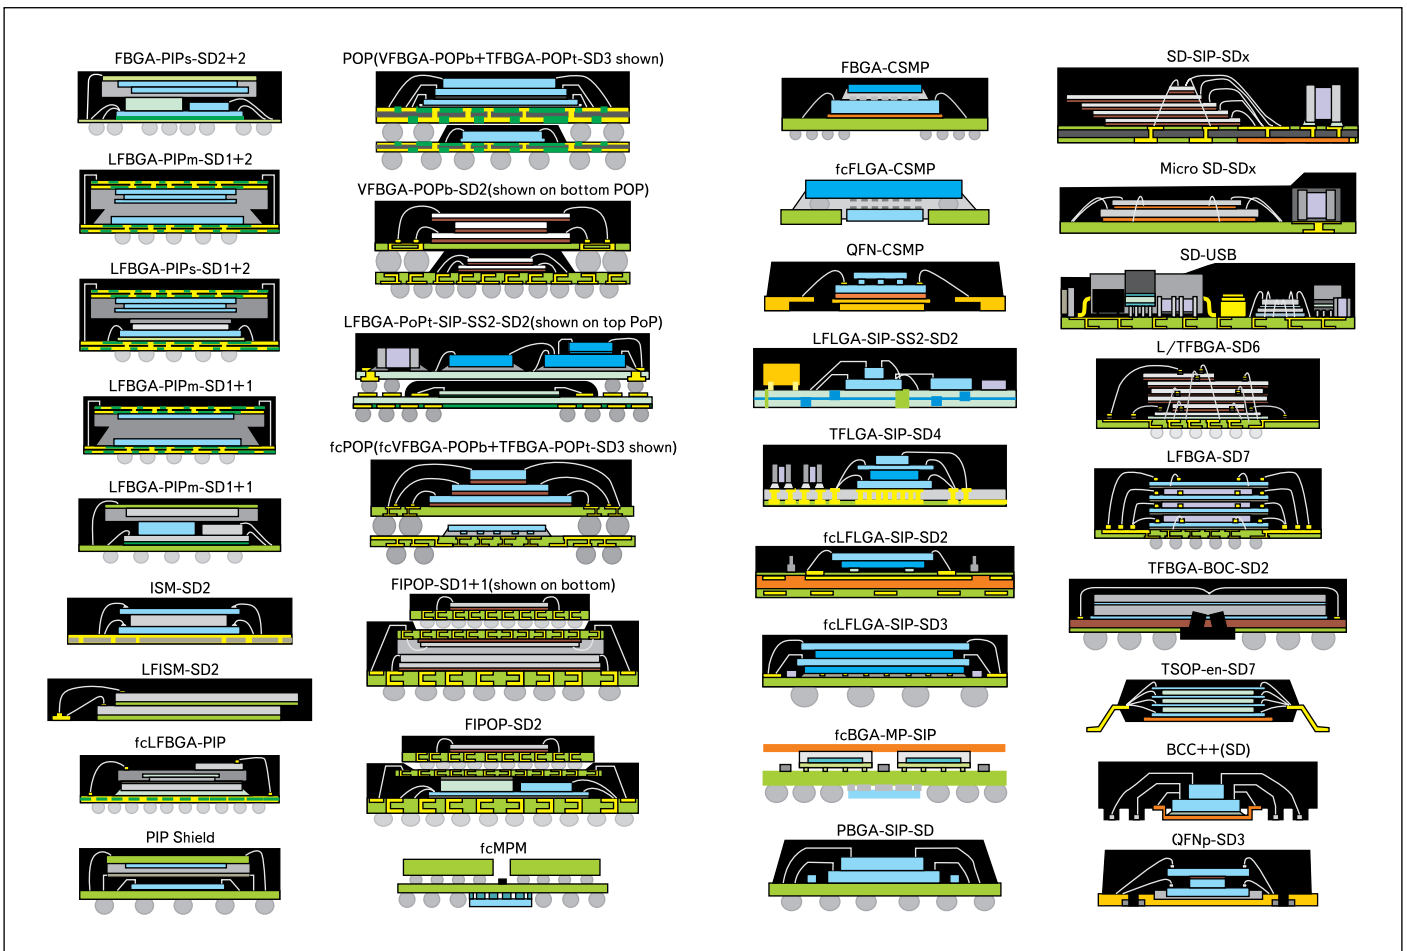 FBGA-PIPs-SD2+2
LFBGA-PIPm-SD1+2
LFBGA-PIPs-SD1+2
LFBGA-PIPm-SD1+1
LFBGA-PIPm-SD1+1
ISM-SD2
LFISM-SD2
fcLFBGA-PIP
PIP Shield
POP(VFBGA-POPb+TFBGA-POPt-SD3 shown)
VFBGA-POPb-SD2(shown on bottom POP)
LFBGA-PoPt-SIP-SS2-SD2(shown on top PoP)
fcPOP(fcVFBGA-POPb+TFBGA-POPt-SD3 shown)
FIPOP-SD1+1(shown on bottom)
FIPOP-SD2
fcMPM
FBGA-CSMP
fcFLGA-CSMP
QFN-CSMP
LFLGA-SIP-SS2-SD2
TFLGA-SIP-SD4
fcLFLGA-SIP-SD2
fcLFLGA-SIP-SD3
fcBGA-MP-SIP
PBGA-SIP-SD
SD-SIP-SDx
Micro SD-SDx
SD-USB
L/TFBGA-SD6
LFBGA-SD7
TFBGA-BOC-SD2
TSOP-en-SD7
BCC++(SD)
QFNp-SD3